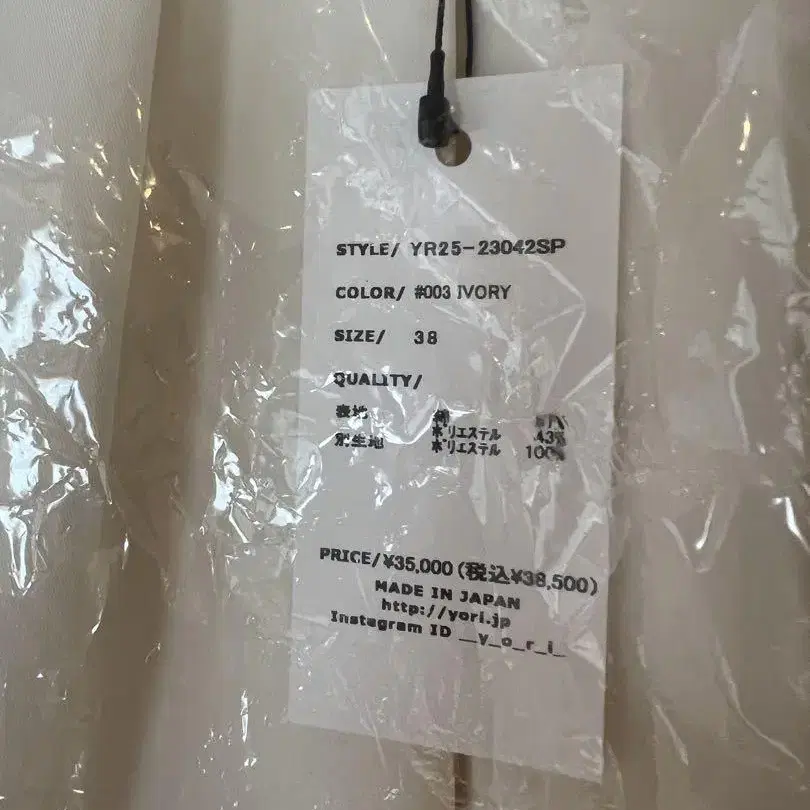 STYLE/ YR25-23042SP
COLOR/ #003 IVORY
SIZE/ 38
QUALITY/
表地 綿 57%
ポリエステル 43%
別生地 ポリエステル 100%
PRICE/¥35,000(税込¥38,500)
MADE IN JAPAN
http://yori.jp
Instagram ID __y_o_r_i_